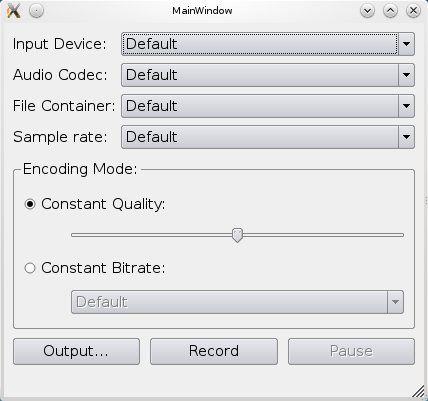 MainWindow
Input Device: Default
Audio Codec: Default
File Container: Default
Sample rate: Default
Encoding Mode:
Constant Quality:
Constant Bitrate:
Default
Output... Record Pause